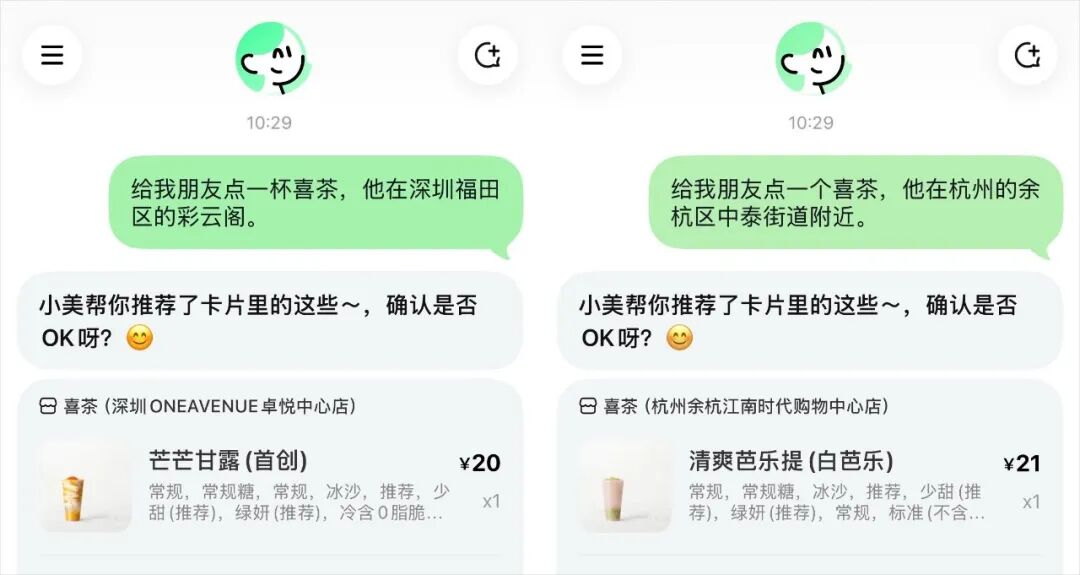 10:29
给我朋友点一杯喜茶，他在深圳福田
区的彩云阁。
小美帮你推荐了卡片里的这些～，确认是否
OK呀？😊
喜茶（深圳ONEAVENUE卓悦中心店）
芒芒甘露(首创)
¥20
常规，常规糖，常规，冰沙，推荐，少
甜(推荐)，绿妍(推荐)，冷含0脂脆...
x1
10:29
给我朋友点一个喜茶，他在杭州的余
杭区中泰街道附近。
小美帮你推荐了卡片里的这些～，确认是否
OK呀？😊
喜茶（杭州余杭江南时代购物中心店）
清爽芭乐提(白芭乐)
¥21
常规，常规糖，冰沙，推荐，少甜(推
荐)，绿妍(推荐)，常规，标准(不含...
x1